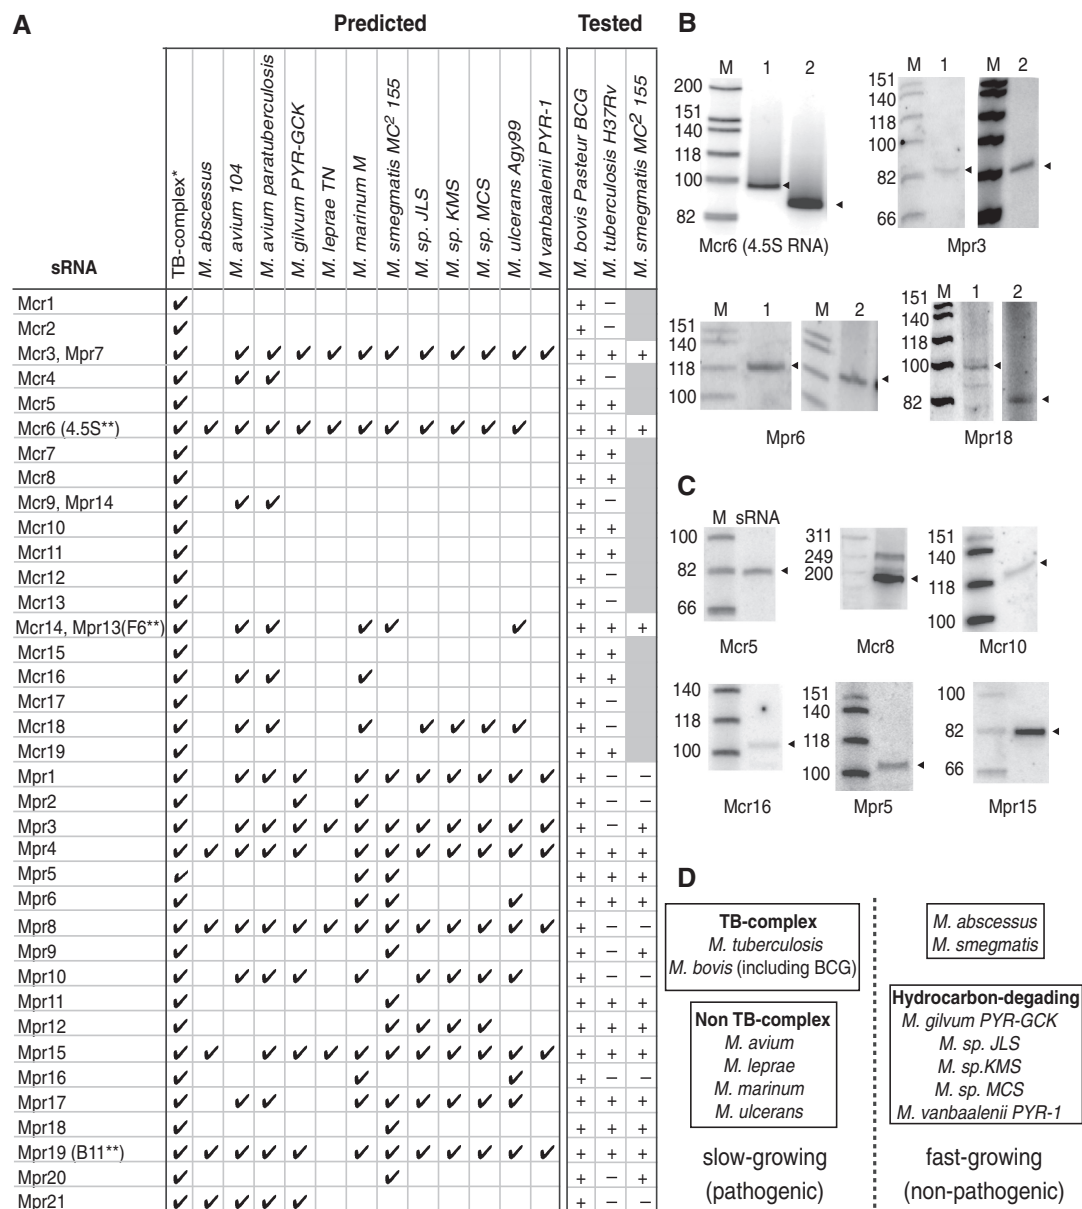 A
Predicted
Tested
sRNA
TB-complex*
M. abscessus
M. avium 104
M. avium paratuberculosis
M. gilvum PYR-GCK
M. leprae TN
M. marinum M
M. smegmatis MC2 155
M. sp. JLS
M. sp. KMS
M. sp. MCS
M. ulcerans Agy99
M. vanbaalenii PYR-1
M. bovis Pasteur BCG
M. tuberculosis H37Rv
M. smegmatis MC2 155
Mcr1 ✔ + −
Mcr2 ✔ + −
Mcr3, Mpr7 ✔ ✔ ✔ ✔ ✔ ✔ ✔ ✔ ✔ ✔ ✔ ✔ + + +
Mcr4 ✔ ✔ ✔ + −
Mcr5 ✔ + +
Mcr6 (4.5S**) ✔ ✔ ✔ ✔ ✔ ✔ ✔ ✔ ✔ ✔ ✔ ✔ + + +
Mcr7 ✔ + +
Mcr8 ✔ + +
Mcr9, Mpr14 ✔ ✔ ✔ + −
Mcr10 ✔ + +
Mcr11 ✔ + +
Mcr12 ✔ + −
Mcr13 ✔ + −
Mcr14, Mpr13(F6**) ✔ ✔ ✔ ✔ ✔ ✔ + + +
Mcr15 ✔ + +
Mcr16 ✔ ✔ ✔ ✔ + +
Mcr17 ✔ + −
Mcr18 ✔ ✔ ✔ ✔ ✔ ✔ ✔ ✔ + −
Mcr19 ✔ + +
Mpr1 ✔ ✔ ✔ ✔ ✔ ✔ ✔ ✔ ✔ ✔ ✔ + − −
Mpr2 ✔ ✔ ✔ + − −
Mpr3 ✔ ✔ ✔ ✔ ✔ ✔ ✔ ✔ ✔ ✔ ✔ ✔ + − +
Mpr4 ✔ ✔ ✔ ✔ ✔ ✔ ✔ ✔ ✔ ✔ ✔ ✔ + + +
Mpr5 ✔ ✔ ✔ + + +
Mpr6 ✔ ✔ ✔ ✔ + + +
Mpr8 ✔ ✔ ✔ ✔ ✔ ✔ ✔ ✔ ✔ ✔ ✔ ✔ ✔ + − −
Mpr9 ✔ ✔ + − +
Mpr10 ✔ ✔ ✔ ✔ ✔ ✔ ✔ ✔ ✔ + − −
Mpr11 ✔ ✔ + + +
Mpr12 ✔ ✔ ✔ ✔ ✔ + + +
Mpr15 ✔ ✔ ✔ ✔ ✔ ✔ ✔ ✔ ✔ ✔ ✔ ✔ + + +
Mpr16 ✔ ✔ ✔ + − −
Mpr17 ✔ ✔ ✔ ✔ ✔ ✔ ✔ ✔ ✔ + + +
Mpr18 ✔ ✔ + + +
Mpr19 (B11**) ✔ ✔ ✔ ✔ ✔ ✔ ✔ ✔ ✔ ✔ ✔ ✔ + + +
Mpr20 ✔ ✔ + − +
Mpr21 ✔ ✔ ✔ ✔ ✔ + − −
B
M 1 2
200
151
140
118
100
82
Mcr6 (4.5S RNA)
M 1 M 2
151
140
118
100
82
66
Mpr3
M 1 M 2
151
140
118
100
Mpr6
M 1 2
151
140
118
100
82
Mpr18
C
M sRNA
100
82
66
Mcr5
311
249
200
Mcr8
151
140
118
100
Mcr10
140
118
100
Mcr16
151
140
118
100
Mpr5
100
82
66
Mpr15
D
TB-complex
M. tuberculosis
M. bovis (including BCG)
Non TB-complex
M. avium
M. leprae
M. marinum
M. ulcerans
slow-growing
(pathogenic)
M. abscessus
M. smegmatis
Hydrocarbon-degading
M. gilvum PYR-GCK
M. sp. JLS
M. sp.KMS
M. sp. MCS
M. vanbaalenii PYR-1
fast-growing
(non-pathogenic)